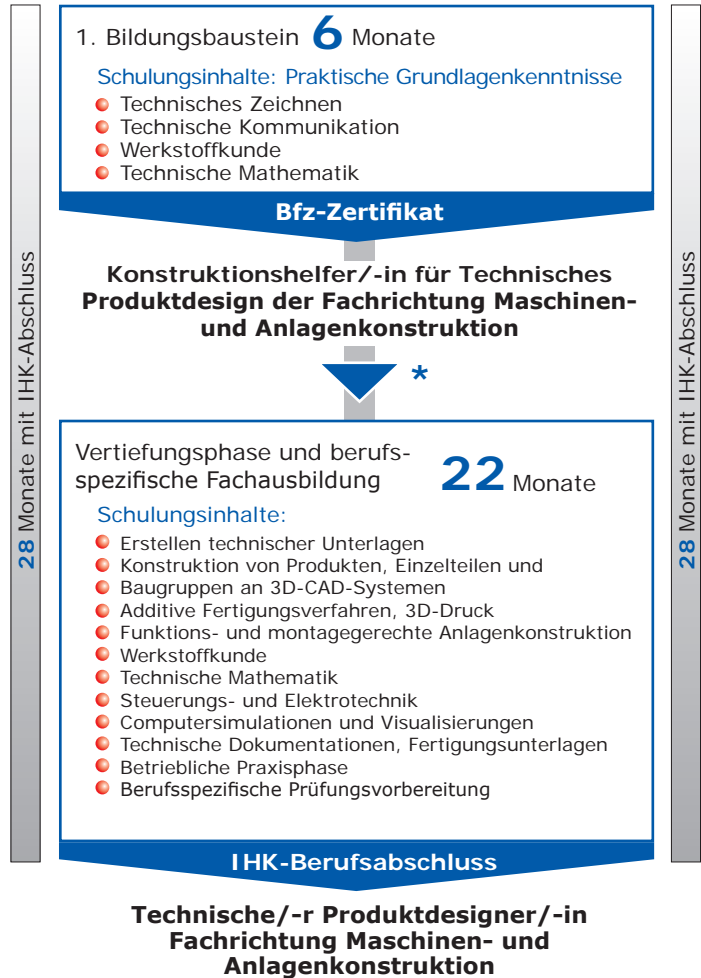 28 Monate mit IHK-Abschluss
1. Bildungsbaustein 6 Monate
Schulungsinhalte: Praktische Grundlagenkenntnisse
Technisches Zeichnen
Technische Kommunikation
Werkstoffkunde
Technische Mathematik
Bfz-Zertifikat
Konstruktionshelfer/-in für Technisches
Produktdesign der Fachrichtung Maschinen-
und Anlagenkonstruktion
*
Vertiefungsphase und berufs-
spezifische Fachausbildung 22 Monate
Schulungsinhalte:
Erstellen technischer Unterlagen
Konstruktion von Produkten, Einzelteilen und
Baugruppen an 3D-CAD-Systemen
Additive Fertigungsverfahren, 3D-Druck
Funktions- und montagegerechte Anlagenkonstruktion
Werkstoffkunde
Technische Mathematik
Steuerungs- und Elektrotechnik
Computersimulationen und Visualisierungen
Technische Dokumentationen, Fertigungsunterlagen
Betriebliche Praxisphase
Berufsspezifische Prüfungsvorbereitung
IHK-Berufsabschluss
Technische/-r Produktdesigner/-in
Fachrichtung Maschinen- und
Anlagenkonstruktion
28 Monate mit IHK-Abschluss